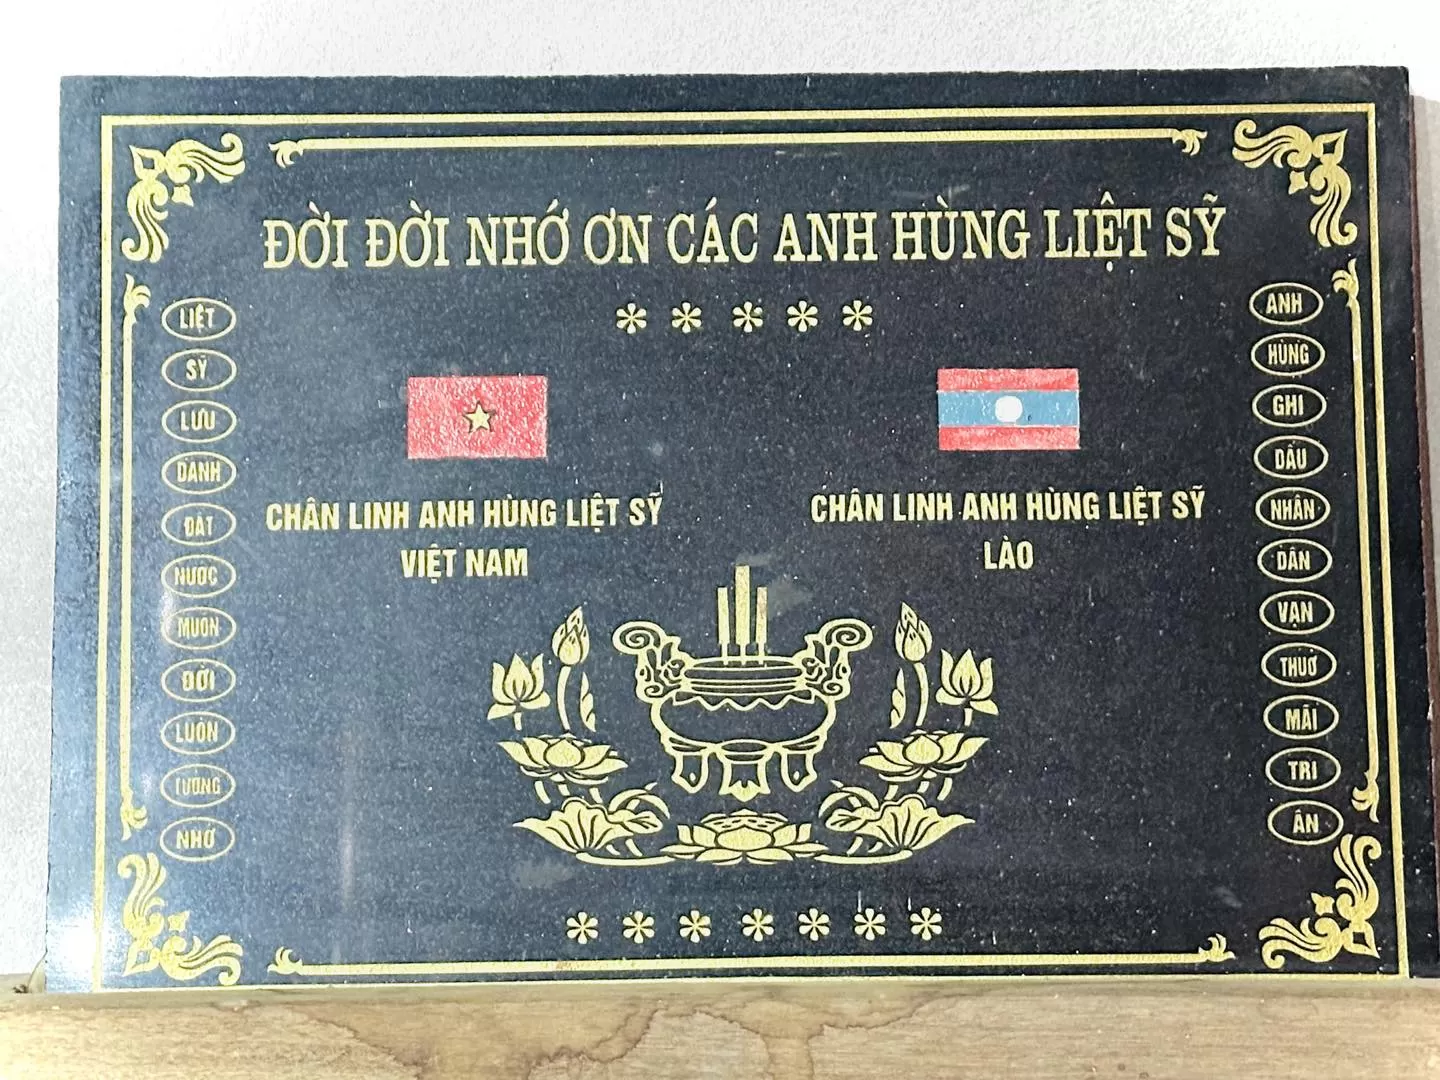 ĐỜI ĐỜI NHỚ ƠN CÁC ANH HÙNG LIỆT SỸ
CHÂN LINH ANH HÙNG LIỆT SỸ
VIỆT NAM
CHÂN LINH ANH HÙNG LIỆT SỸ
LÀO
LIỆT
SỸ
LƯU
DANH
ĐẤT
NƯỚC
MUÔN
ĐỜI
LUÔN
TƯỞNG
NHỚ
ANH
HÙNG
GHI
DẤU
NHÂN
DÂN
VẠN
THUỞ
MÃI
TRI
ÂN